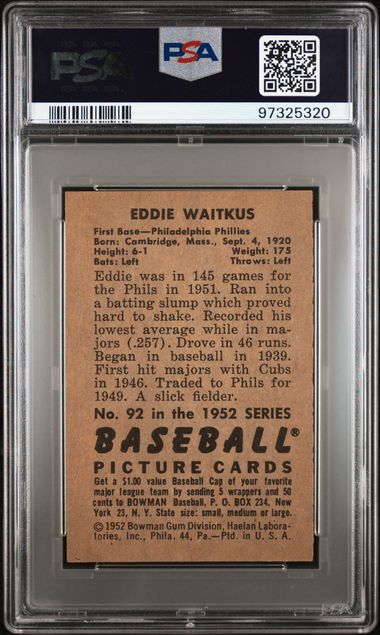 PSA
PSA
97325320
EDDIE WAITKUS
First Base—Philadelphia Phillies
Born: Cambridge, Mass., Sept. 4, 1920
Height: 6-1 Weight: 175
Bats: Left Throws: Left
Eddie was in 145 games for
the Phils in 1951. Ran into
a batting slump which proved
hard to shake. Recorded his
lowest average while in ma-
jors (.257). Drove in 46 runs.
Began in baseball in 1939.
First hit majors with Cubs
in 1946. Traded to Phils for
1949. A slick fielder.
No. 92 in the 1952 SERIES
BASEBALL®
PICTURE CARDS
Get a $1.00 value Baseball Cap of your favorite
major league team by sending 5 wrappers and 50
cents to BOWMAN Baseball, P. O. BOX 234, New
York 23, N. Y. State size: small, medium or large.
©1952 Bowman Gum Division, Haelan Labora-
tories, Inc., Phila. 44, Pa.—Ptd. in U. S. A.